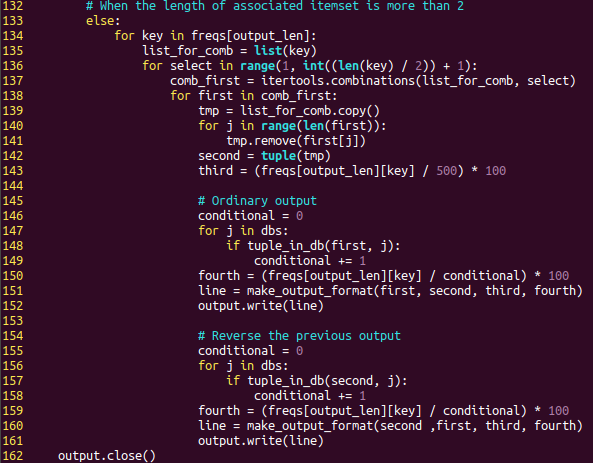 132         # When the length of associated itemset is more than 2
133         else:
134             for key in freqs[output_len]:
135                 list_for_comb = list(key)
136                 for select in range(1, int((len(key) / 2)) + 1):
137                     comb_first = itertools.combinations(list_for_comb, select)
138                     for first in comb_first:
139                         tmp = list_for_comb.copy()
140                         for j in range(len(first)):
141                             tmp.remove(first[j])
142                         second = tuple(tmp)
143                         third = (freqs[output_len][key] / 500) * 100
144
145                         # Ordinary output
146                         conditional = 0
147                         for j in dbs:
148                             if tuple_in_db(first, j):
149                                 conditional += 1
150                         fourth = (freqs[output_len][key] / conditional) * 100
151                         line = make_output_format(first, second, third, fourth)
152                         output.write(line)
153
154                         # Reverse the previous output
155                         conditional = 0
156                         for j in dbs:
157                             if tuple_in_db(second, j):
158                                 conditional += 1
159                         fourth = (freqs[output_len][key] / conditional) * 100
160                         line = make_output_format(second ,first, third, fourth)
161                         output.write(line)
162     output.close()